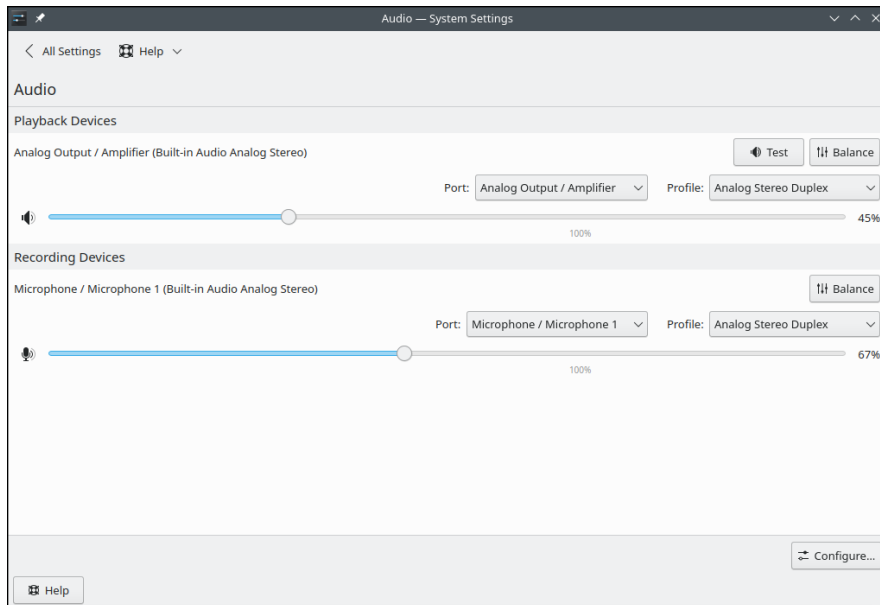 Audio — System Settings
All Settings Help
Audio
Playback Devices
Analog Output / Amplifier (Built-in Audio Analog Stereo) Test Balance
Port: Analog Output / Amplifier Profile: Analog Stereo Duplex
45%
100%
Recording Devices
Microphone / Microphone 1 (Built-in Audio Analog Stereo) Balance
Port: Microphone / Microphone 1 Profile: Analog Stereo Duplex
67%
100%
Configure...
Help